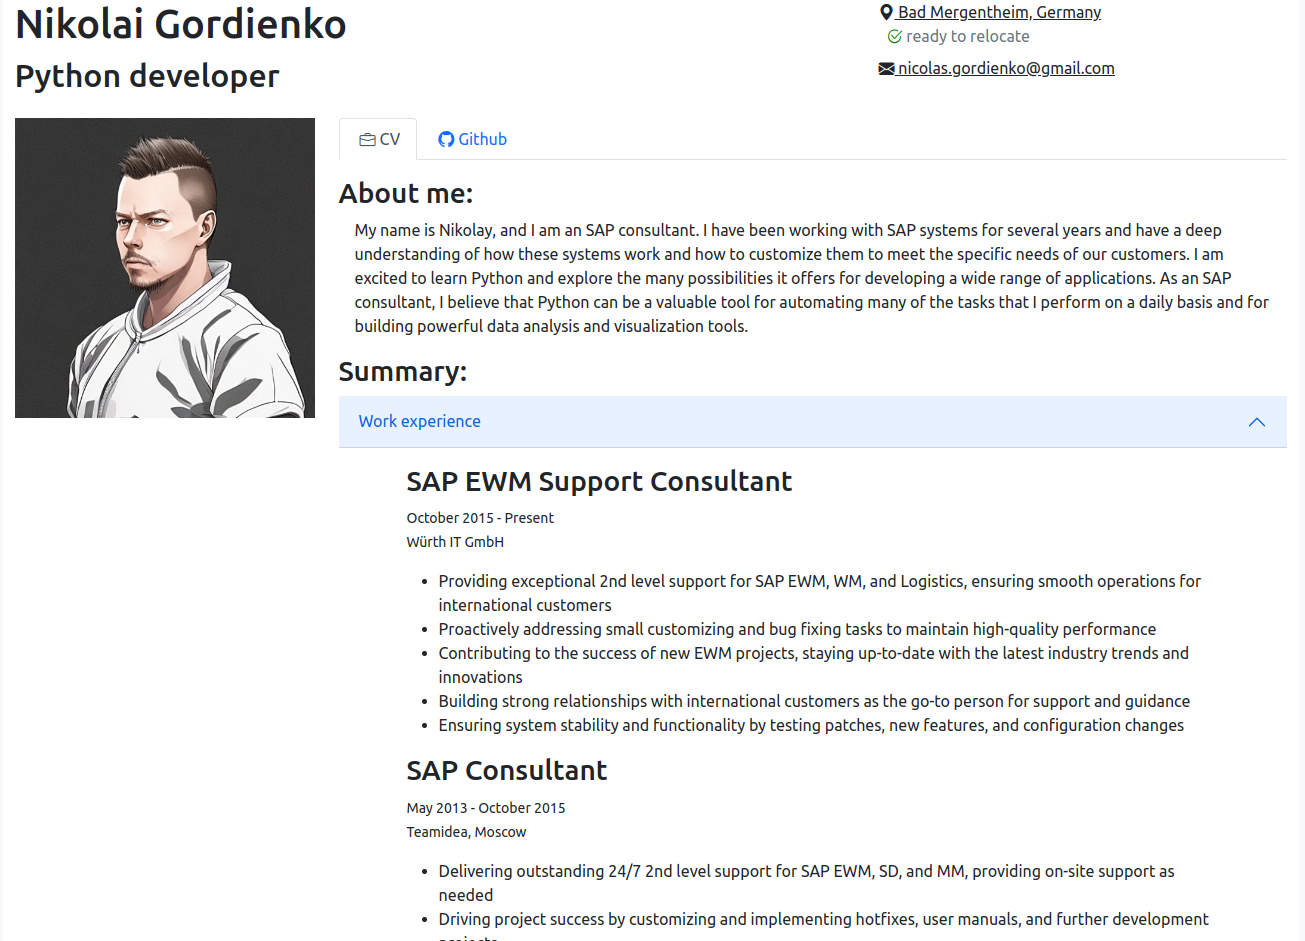 Nikolai Gordienko
Python developer
Bad Mergentheim, Germany
ready to relocate
nicolas.gordienko@gmail.com
CV
Github
About me:
My name is Nikolay, and I am an SAP consultant. I have been working with SAP systems for several years and have a deep
understanding of how these systems work and how to customize them to meet the specific needs of our customers. I am
excited to learn Python and explore the many possibilities it offers for developing a wide range of applications. As an SAP
consultant, I believe that Python can be a valuable tool for automating many of the tasks that I perform on a daily basis and for
building powerful data analysis and visualization tools.
Summary:
Work experience
SAP EWM Support Consultant
October 2015 - Present
Würth IT GmbH
• Providing exceptional 2nd level support for SAP EWM, WM, and Logistics, ensuring smooth operations for
international customers
• Proactively addressing small customizing and bug fixing tasks to maintain high-quality performance
• Contributing to the success of new EWM projects, staying up-to-date with the latest industry trends and
innovations
• Building strong relationships with international customers as the go-to person for support and guidance
• Ensuring system stability and functionality by testing patches, new features, and configuration changes
SAP Consultant
May 2013 - October 2015
Teamidea, Moscow
• Delivering outstanding 24/7 2nd level support for SAP EWM, SD, and MM, providing on-site support as
needed
• Driving project success by customizing and implementing hotfixes, user manuals, and further development